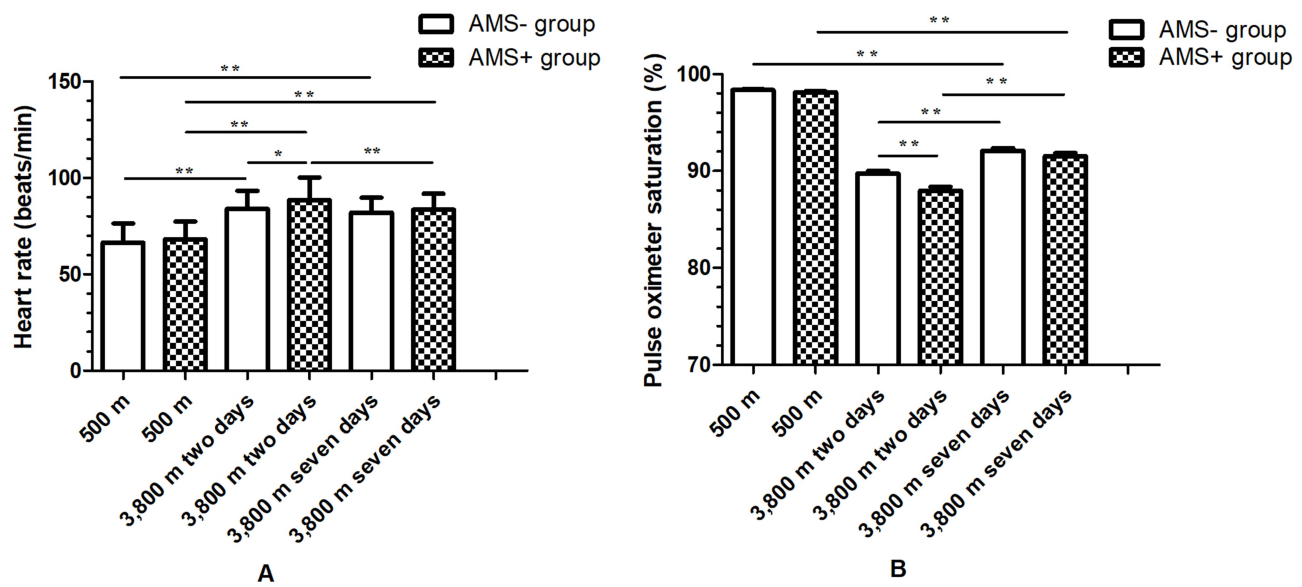 AMS- group
AMS+ group
Heart rate (beats/min)
150
100
50
0
**
**
**
*
**
**
500 m
500 m
3,800 m two days
3,800 m two days
3,800 m seven days
3,800 m seven days
A
AMS- group
AMS+ group
Pulse oximeter saturation (%)
100
90
80
70
**
**
**
**
**
500 m
500 m
3,800 m two days
3,800 m two days
3,800 m seven days
3,800 m seven days
B